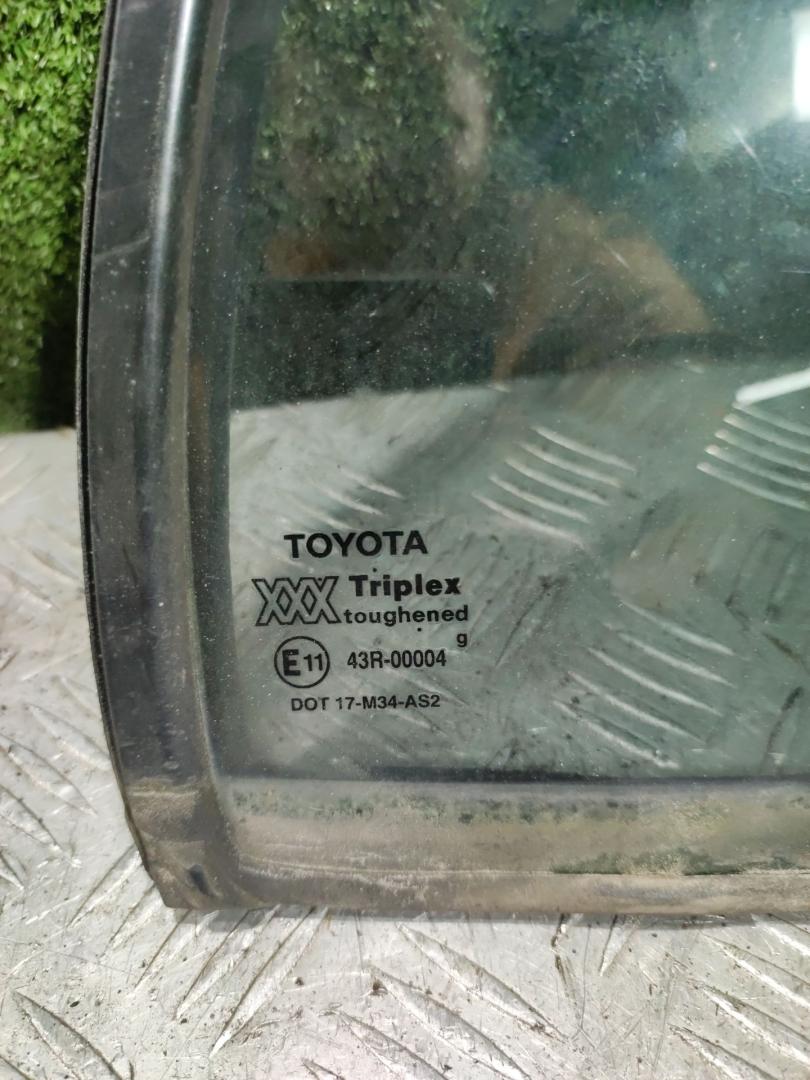 TOYOTA
XXX Triplex
toughened
g
E11 43R-00004
DOT 17-M34-AS2